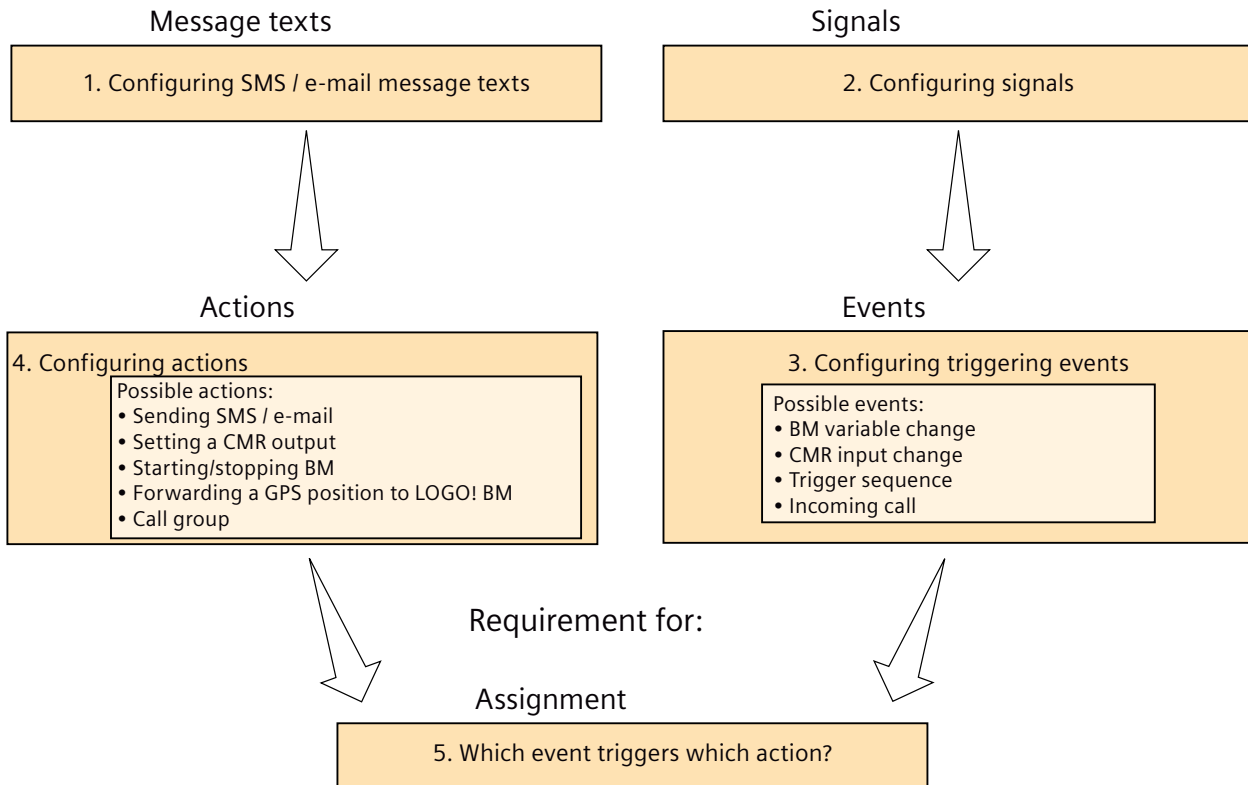 Message texts
1. Configuring SMS / e-mail message texts
Signals
2. Configuring signals
Actions
4. Configuring actions
Possible actions:
• Sending SMS / e-mail
• Setting a CMR output
• Starting/stopping BM
• Forwarding a GPS position to LOGO! BM
• Call group
Events
3. Configuring triggering events
Possible events:
• BM variable change
• CMR input change
• Trigger sequence
• Incoming call
Requirement for:
Assignment
5. Which event triggers which action?